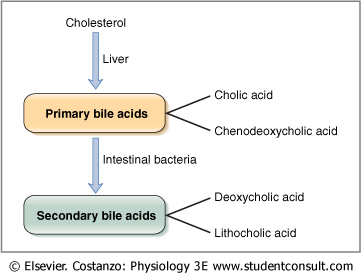 Cholesterol
Liver
Primary bile acids
Cholic acid
Chenodeoxycholic acid
Intestinal bacteria
Secondary bile acids
Deoxycholic acid
Lithocholic acid
© Elsevier. Costanzo: Physiology 3E www.studentconsult.com